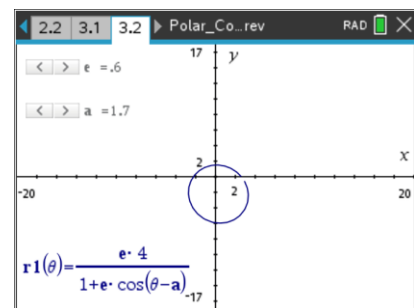 2.2 3.1 3.2 Polar_Co...rev RAD
17 y
< > e =.6
< > a =1.7
x
2
-20 2 20
r1(θ)=e·4/(1+e·cos(θ-a))
-17